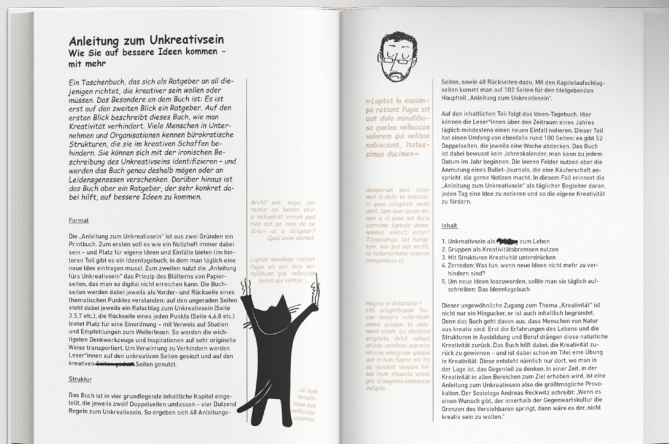 Anleitung zum Unkreativsein
Wie Sie auf bessere Ideen kommen –
mit mehr
Ein Taschenbuch, das sich als Ratgeber an all die-
jenigen richtet, die kreativer sein wollen oder
müssen. Das Besondere an dem Buch ist: Es ist
erst auf den zweiten Blick ein Ratgeber. Auf den
ersten Blick beschreibt dieses Buch, wie man
Kreativität verhindert. Viele Menschen in Unter-
nehmen und Organisationen kennen bürokratische
Strukturen, die sie im kreativen Schaffen be-
hindern. Sie können sich mit der ironischen Be-
schreibung des Unkreativseins identifizieren – und
werden das Buch genau deshalb mögen oder an
Leidensgenossen verschenken. Darüber hinaus ist
das Buch aber ein Ratgeber, der sehr konkret da-
bei hilft, auf bessere Ideen zu kommen.
Format
Die „Anleitung zum Unkreativsein“ ist aus zwei Gründen ein
Printbuch. Zum ersten soll es wie ein Notizheft immer dabei
sein – und Platz für eigene Ideen und Einfälle bieten (im hin-
teren Teil gibt es ein Ideentagebuch, in dem man täglich eine
neue Idee eintragen muss). Zum zweiten nutzt die „Anleitung
fürs Unkreativsein“ das Prinzip des Blätterns von Papier-
seiten, das man so digital nicht erreichen kann. Die Buch-
seiten werden dabei jeweils als Vorder- und Rückseiten eines
thematischen Punktes verstanden: auf den ungeraden Seiten
steht dabei jeweils ein Ratschlag zum Unkreativsein (Seite
3,5,7 etc.), die Rückseite eines jeden Punkts (Seite 4,6,8 etc.)
bietet Platz für eine Einordnung – mit Verweis auf Studien
und Empfehlungen zum Weiterlesen. So werden die wich-
tigsten Denkwerkzeuge und Inspirationen auf sehr originelle
Weise transportiert. Um Verwirrung zu Verhindern werden
Leser*innen auf den unkreativen Seiten gesiezt und auf den
kreativen Seiten geduzt.
Struktur
Das Buch ist in vier grundlegende inhaltliche Kapitel einge-
teilt, die jeweils zwölf Doppelseiten umfassen – vier Dutzend
Regeln zum Unkreativsein. So ergeben sich 48 Anleitungs-
Seiten, sowie 48 Rückseiten dazu. Mit den Kapitelaufschlag-
seiten kommt man auf 102 Seiten für den titelgebenden
Hauptteil „Anleitung zum Unkreativsein“.
Auf den inhaltlichen Teil folgt das Ideen-Tagebuch. Hier
können die Leser*innen über den Zeitraum eines Jahres
täglich mindestens einen neuen Einfall notieren. Dieser Teil
hat einen Umfang von ebenfalls rund 100 Seiten: es gibt 52
Doppelseiten, die jeweils eine Woche abdecken. Das Buch
ist dabei bewusst kein Jahreskalender, man kann zu jedem
Datum im Jahr beginnen. Die leeren Felder nutzen aber die
Anmutung eines Bullet-Journals, die eine Käuferschaft an-
spricht, die gerne Notizen macht. In diesem Fall erinnert die
„Anleitung zum Unkreativsein“ als täglicher Begleiter daran,
jeden Tag eine Idee zu notieren und so die eigene Kreativität
zu fördern.
Inhalt
1. Unkreativsein als zum Leben
2. Gruppen als Kreativitätsbremsen nutzen
3. Mit Strukturen Kreativität unterdrücken
4. Zerreden: Was tun, wenn neue Ideen nicht mehr zu ver-
hindern sind?
5. Um neue Ideen loszuwerden, sollte man sie täglich auf-
schreiben: Das Ideentagebuch
Dieser ungewöhnliche Zugang zum Thema „Kreativität“ ist
nicht nur ein Hingucker, er ist auch inhaltlich begründet.
Denn das Buch geht davon aus, dass Menschen von Natur
aus kreativ sind. Erst die Erfahrungen des Lebens und die
Strukturen in Ausbildung und Beruf drängen diese natürliche
Kreativität zurück. Das Buch hilft dabei, die Kreativität zu-
rück zu gewinnen – und ist dabei schon im Titel eine Übung
in Kreativität. Diese entsteht nämlich nur dort, wo man in
der Lage ist, das Gegenteil zu denken. In einer Zeit, in der
Kreativität in allen Bereichen zum Ziel erhoben wird, ist eine
Anleitung zum Unkreativsein also die größtmögliche Provo-
kation. Der Soziologe Andreas Reckwitz schreibt: „Wenn es
einen Wunsch gibt, der innerhalb der Gegenwartskultur die
Grenzen des Verstehbaren sprengt, dann wäre es der, nicht
kreativ sein zu wollen.“